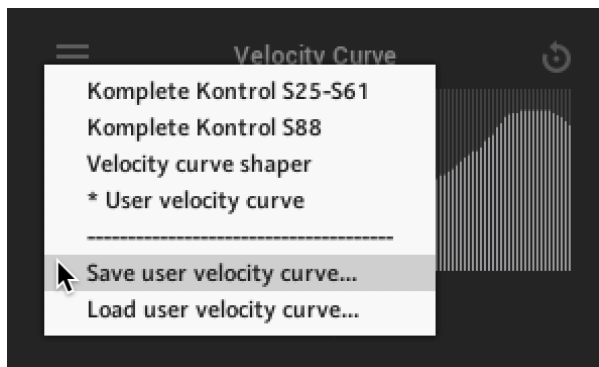 Velocity Curve
Komplete Kontrol S25-S61
Komplete Kontrol S88
Velocity curve shaper
* User velocity curve
--------------------------------------
Save user velocity curve...
Load user velocity curve...